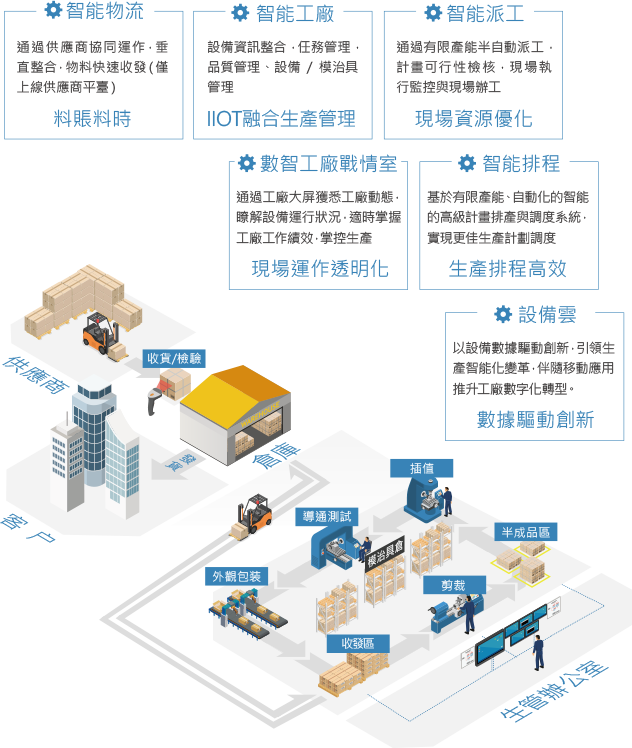 智能物流
通過供應商協同運作,垂
直整合,物料快速收發(僅
上線供應商平臺)
料賬料時
智能工廠
設備資訊整合,任務管理,
品質管理、設備 / 模治具
管理
IIOT融合生產管理
智能派工
通過有限產能半自動派工,
計畫可行性檢核,現場執
行監控與現場辦工
現場資源優化
數智工廠戰情室
通過工廠大屏獲悉工廠動態,
瞭解設備運行狀況,適時掌握
工廠工作績效,掌控生產
現場運作透明化
智能排程
基於有限產能、自動化的智能
的高級計畫排產與調度系統,
實現更佳生產計劃調度
生產排程高效
設備雲
以設備數據驅動創新,引領生
產智能化變革,伴隨移動應用
推升工廠數字化轉型。
數據驅動創新
收貨/檢驗
供應商
WAREHOUSE
倉庫
客户
插值
導通測試
半成品區
模治具倉
外觀包装
剪裁
收發區
生管辦公室